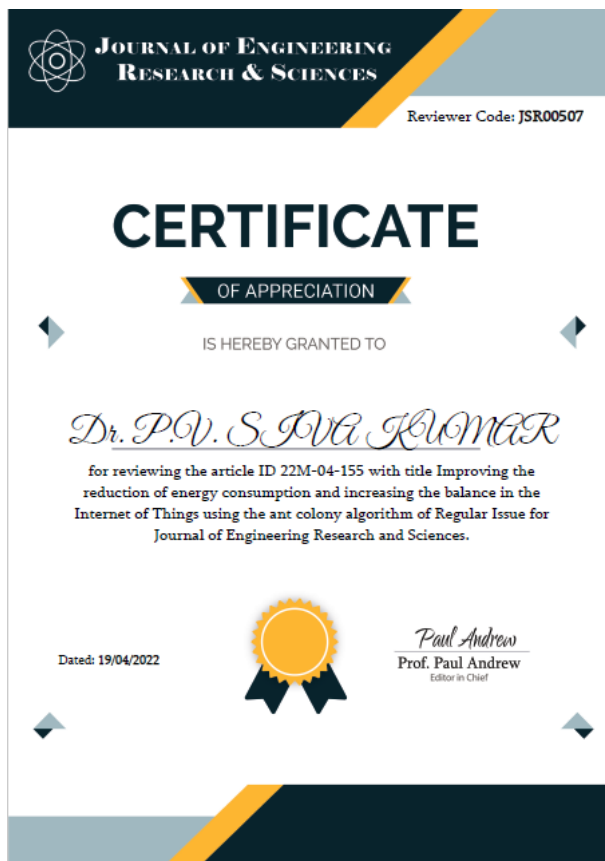 JOURNAL OF ENGINEERING
RESEARCH & SCIENCES
Reviewer Code: JSR00507
CERTIFICATE
OF APPRECIATION
IS HEREBY GRANTED TO
Dr. P.V. SIVA KUMAR
for reviewing the article ID 22M-04-155 with title Improving the
reduction of energy consumption and increasing the balance in the
Internet of Things using the ant colony algorithm of Regular Issue for
Journal of Engineering Research and Sciences.
Paul Andrew
Dated: 19/04/2022
Prof. Paul Andrew
Editor in Chief